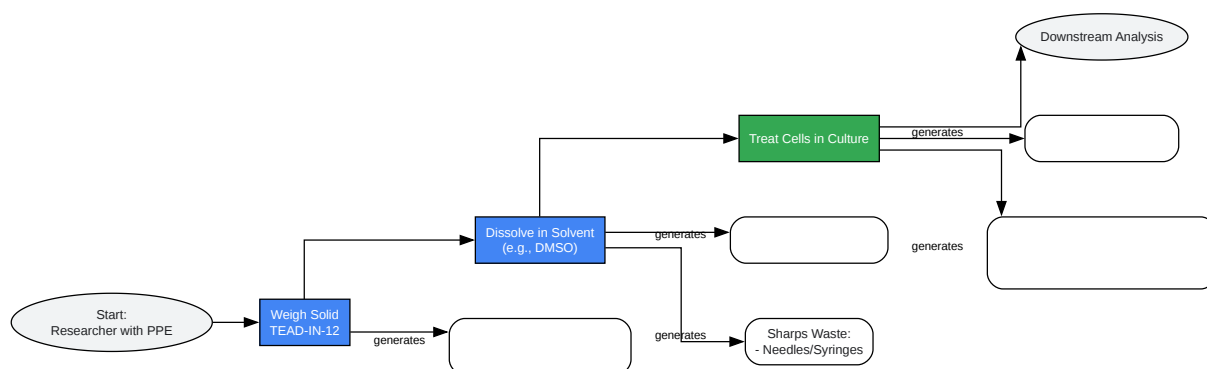 Downstream Analysis
Treat Cells in Culture
generates
Dissolve in Solvent
(e.g., DMSO)
generates
generates
Start:
Researcher with PPE
Weigh Solid
TEAD-IN-12
generates
generates
Sharps Waste:
- Needles/Syringes